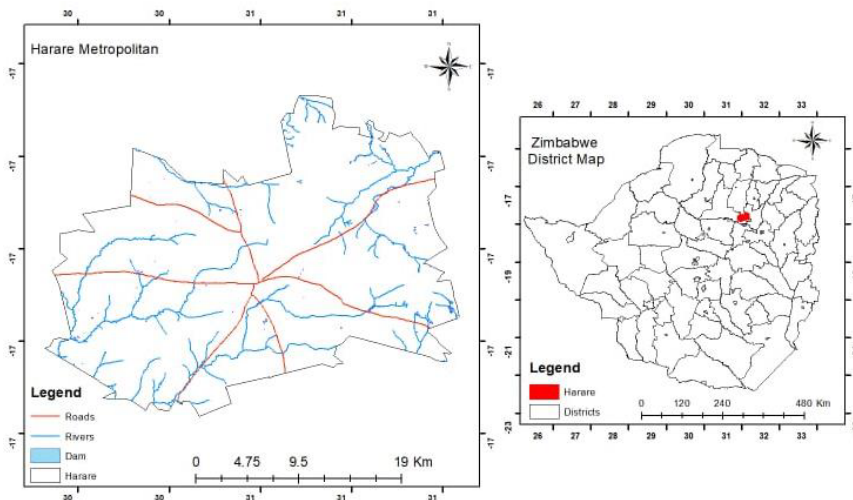 30 30 31 31 31
Harare Metropolitan
N
-17 -17
-17 -17
-17 -17
-17 -17
-17 -17
Legend
Roads
Rivers
Dam
Harare
0 4.75 9.5 19 Km
30 30 31 31 31
26 27 28 29 30 31 32 33
Zimbabwe
District Map
-17 -17
-19 -19
-21 -21
-23 -23
Legend
Harare
Districts
0 120 240 480 Km
26 27 28 29 30 31 32 33